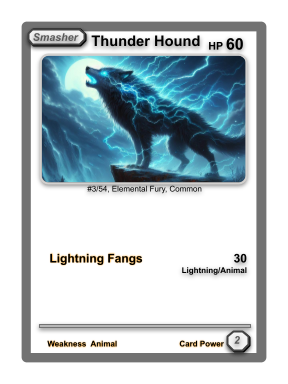 Smasher Thunder Hound HP 60
#3/54, Elemental Fury, Common
Lightning Fangs 30
Lightning/Animal
Weakness Animal Card Power 2